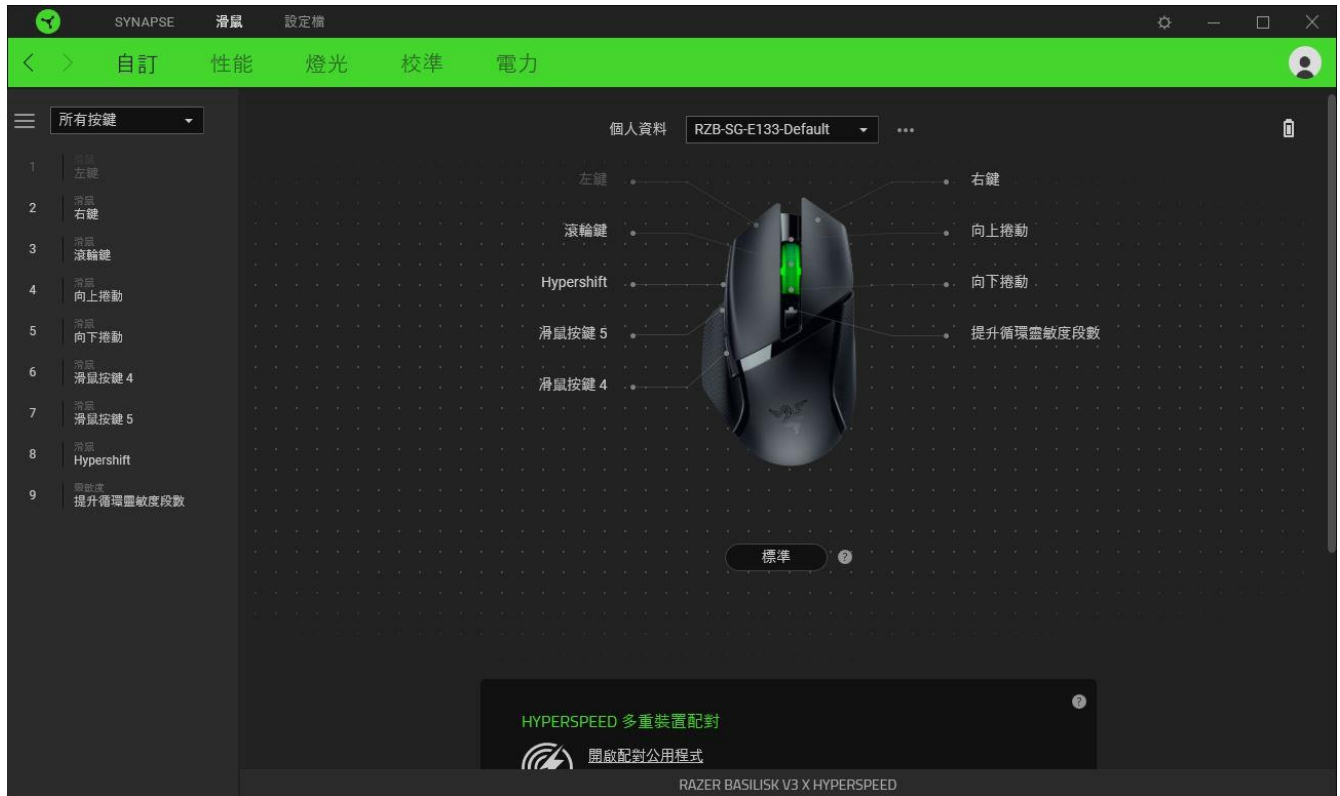 SYNAPSE 滑鼠 設定檔
自訂 性能 燈光 校準 電力
所有按鍵
個人資料 RZB-SG-E133-Default
1 滑鼠
左鍵
2 滑鼠
右鍵
3 滑鼠
滾輪鍵
4 滑鼠
向上捲動
5 滑鼠
向下捲動
6 滑鼠
滑鼠按鍵 4
7 滑鼠
滑鼠按鍵 5
8 滑鼠
Hypershift
9 靈敏度
提升循環靈敏度段數
左鍵
滾輪鍵
Hypershift
滑鼠按鍵 5
滑鼠按鍵 4
右鍵
向上捲動
向下捲動
提升循環靈敏度段數
標準 ?
HYPERSPEED 多重裝置配對 ?
開啟配對公用程式
RAZER BASILISK V3 X HYPERSPEED